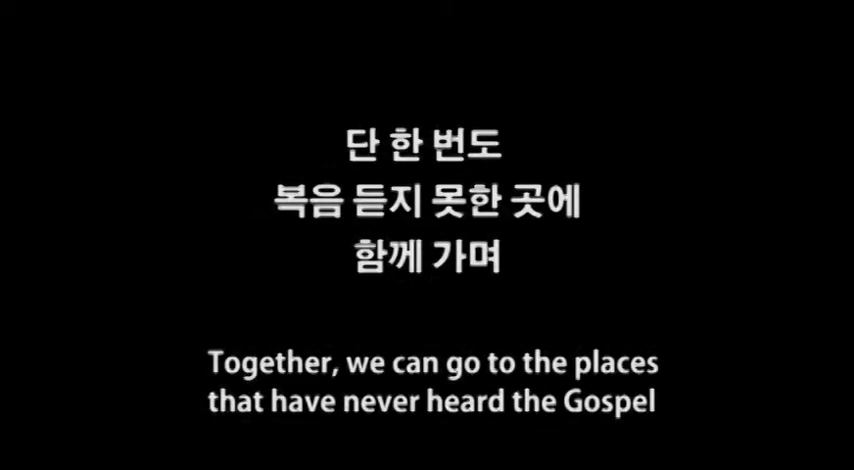 단 한 번도
복음 듣지 못한 곳에
함께 가며
Together, we can go to the places
that have never heard the Gospel